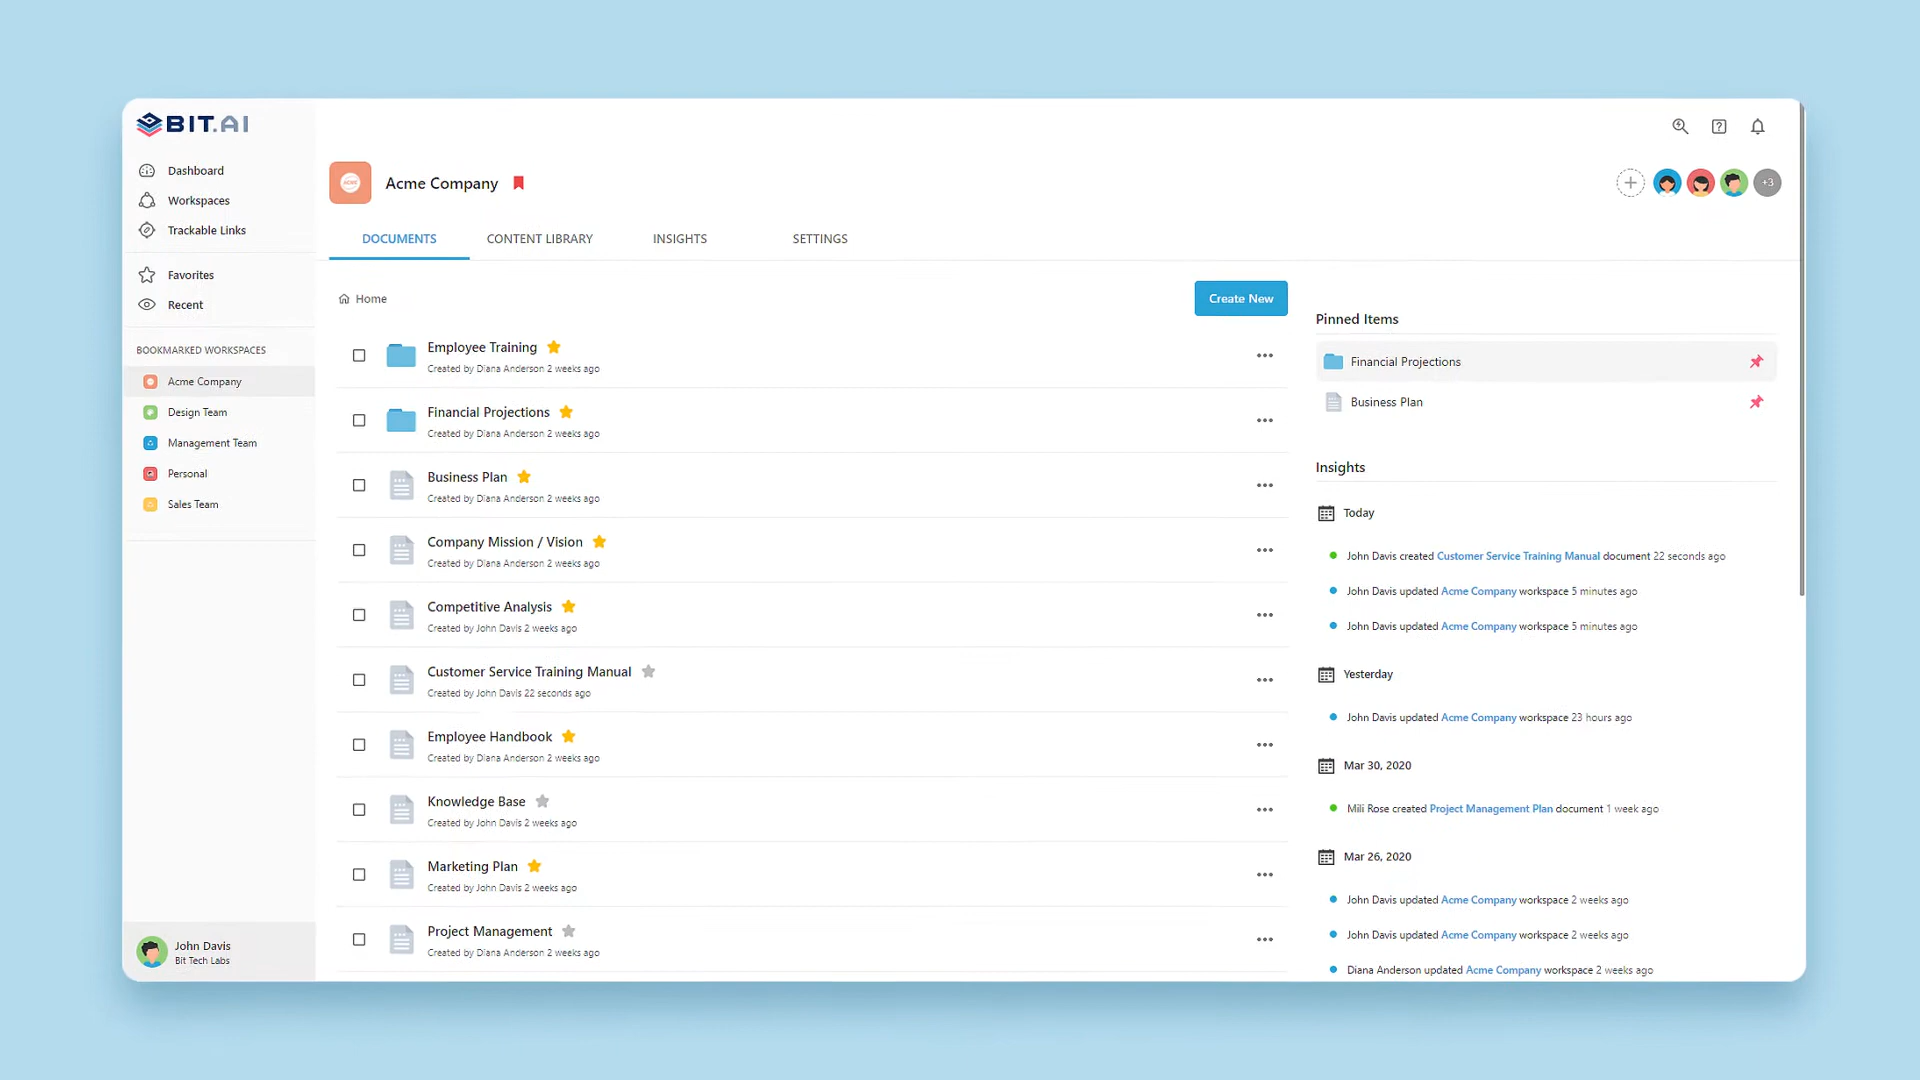 BIT.AI
Dashboard
Workspaces
Trackable Links
Favorites
Recent
BOOKMARKED WORKSPACES
Acme Company
Design Team
Management Team
Personal
Sales Team
John Davis
Bit Tech Labs
ACME
Acme Company
+3
DOCUMENTS CONTENT LIBRARY INSIGHTS SETTINGS
Home
Create New
Employee Training
Created by Diana Anderson 2 weeks ago
Financial Projections
Created by Diana Anderson 2 weeks ago
Business Plan
Created by Diana Anderson 2 weeks ago
Company Mission / Vision
Created by Diana Anderson 2 weeks ago
Competitive Analysis
Created by John Davis 2 weeks ago
Customer Service Training Manual
Created by John Davis 22 seconds ago
Employee Handbook
Created by Diana Anderson 2 weeks ago
Knowledge Base
Created by John Davis 2 weeks ago
Marketing Plan
Created by John Davis 2 weeks ago
Project Management
Created by Diana Anderson 2 weeks ago
Pinned Items
Financial Projections
Business Plan
Insights
Today
John Davis created Customer Service Training Manual document 22 seconds ago
John Davis updated Acme Company workspace 5 minutes ago
John Davis updated Acme Company workspace 5 minutes ago
Yesterday
John Davis updated Acme Company workspace 23 hours ago
Mar 30, 2020
Mili Rose created Project Management Plan document 1 week ago
Mar 26, 2020
John Davis updated Acme Company workspace 2 weeks ago
John Davis updated Acme Company workspace 2 weeks ago
Diana Anderson updated Acme Company workspace 2 weeks ago